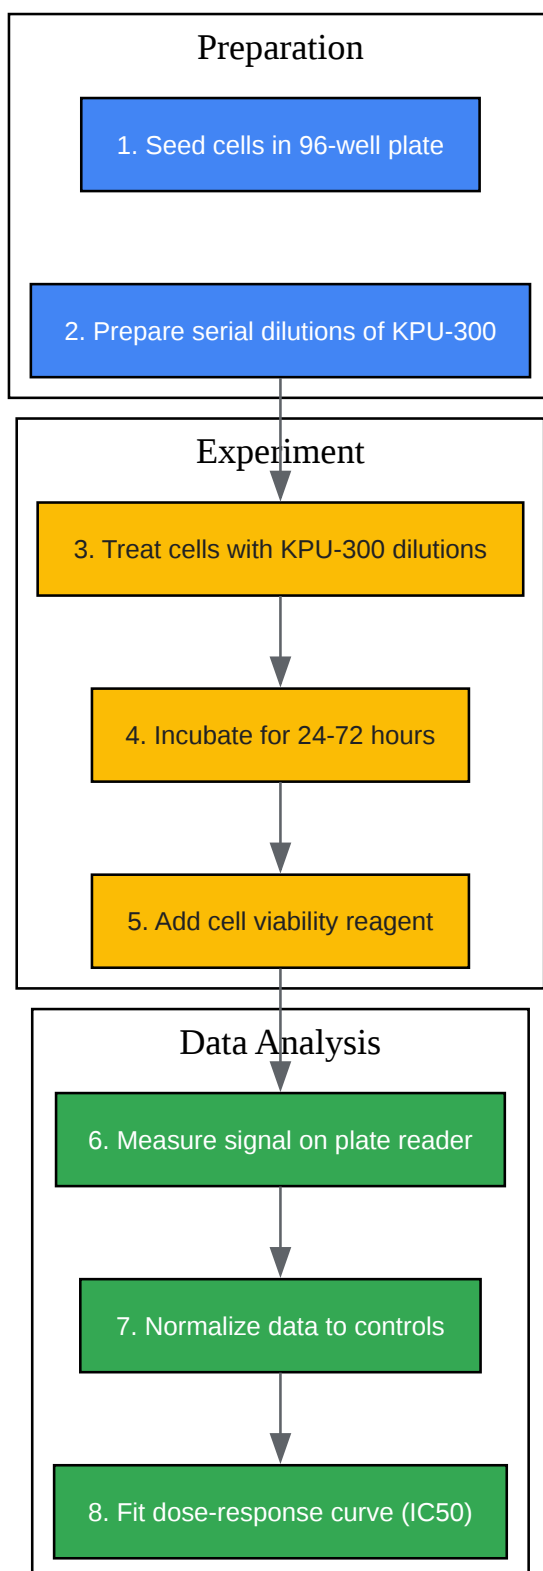 Preparation
1. Seed cells in 96-well plate
2. Prepare serial dilutions of KPU-300
Experiment
3. Treat cells with KPU-300 dilutions
4. Incubate for 24-72 hours
5. Add cell viability reagent
Data Analysis
6. Measure signal on plate reader
7. Normalize data to controls
8. Fit dose-response curve (IC50)